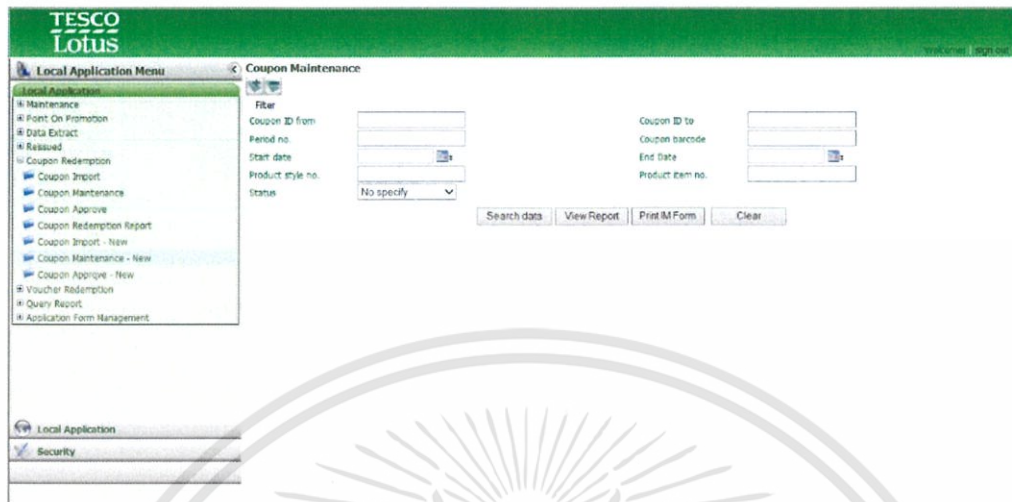 TESCO
Lotus
Welcome! | sign out
Local Application Menu
Local Application
Maintenance
Point On Promotion
Data Extract
Reissued
Coupon Redemption
Coupon Import
Coupon Maintenance
Coupon Approve
Coupon Redemption Report
Coupon Import - New
Coupon Maintenance - New
Coupon Approve - New
Voucher Redemption
Query Report
Application Form Management
Local Application
Security
Coupon Maintenance
Filter
Coupon ID from
Coupon ID to
Period no.
Coupon barcode
Start date
End Date
Product style no.
Product item no.
Status
No specify
Search data
View Report
Print IM Form
Clear